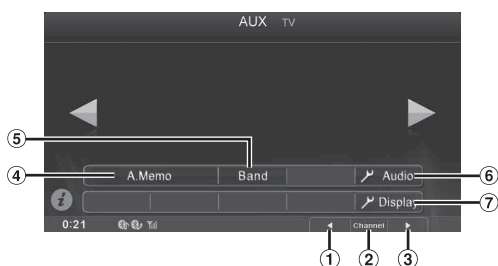 AUX TV
⑤
④ A.Memo Band Audio ⑥
Display ⑦
0:21 ◄ Channel ►
① ② ③